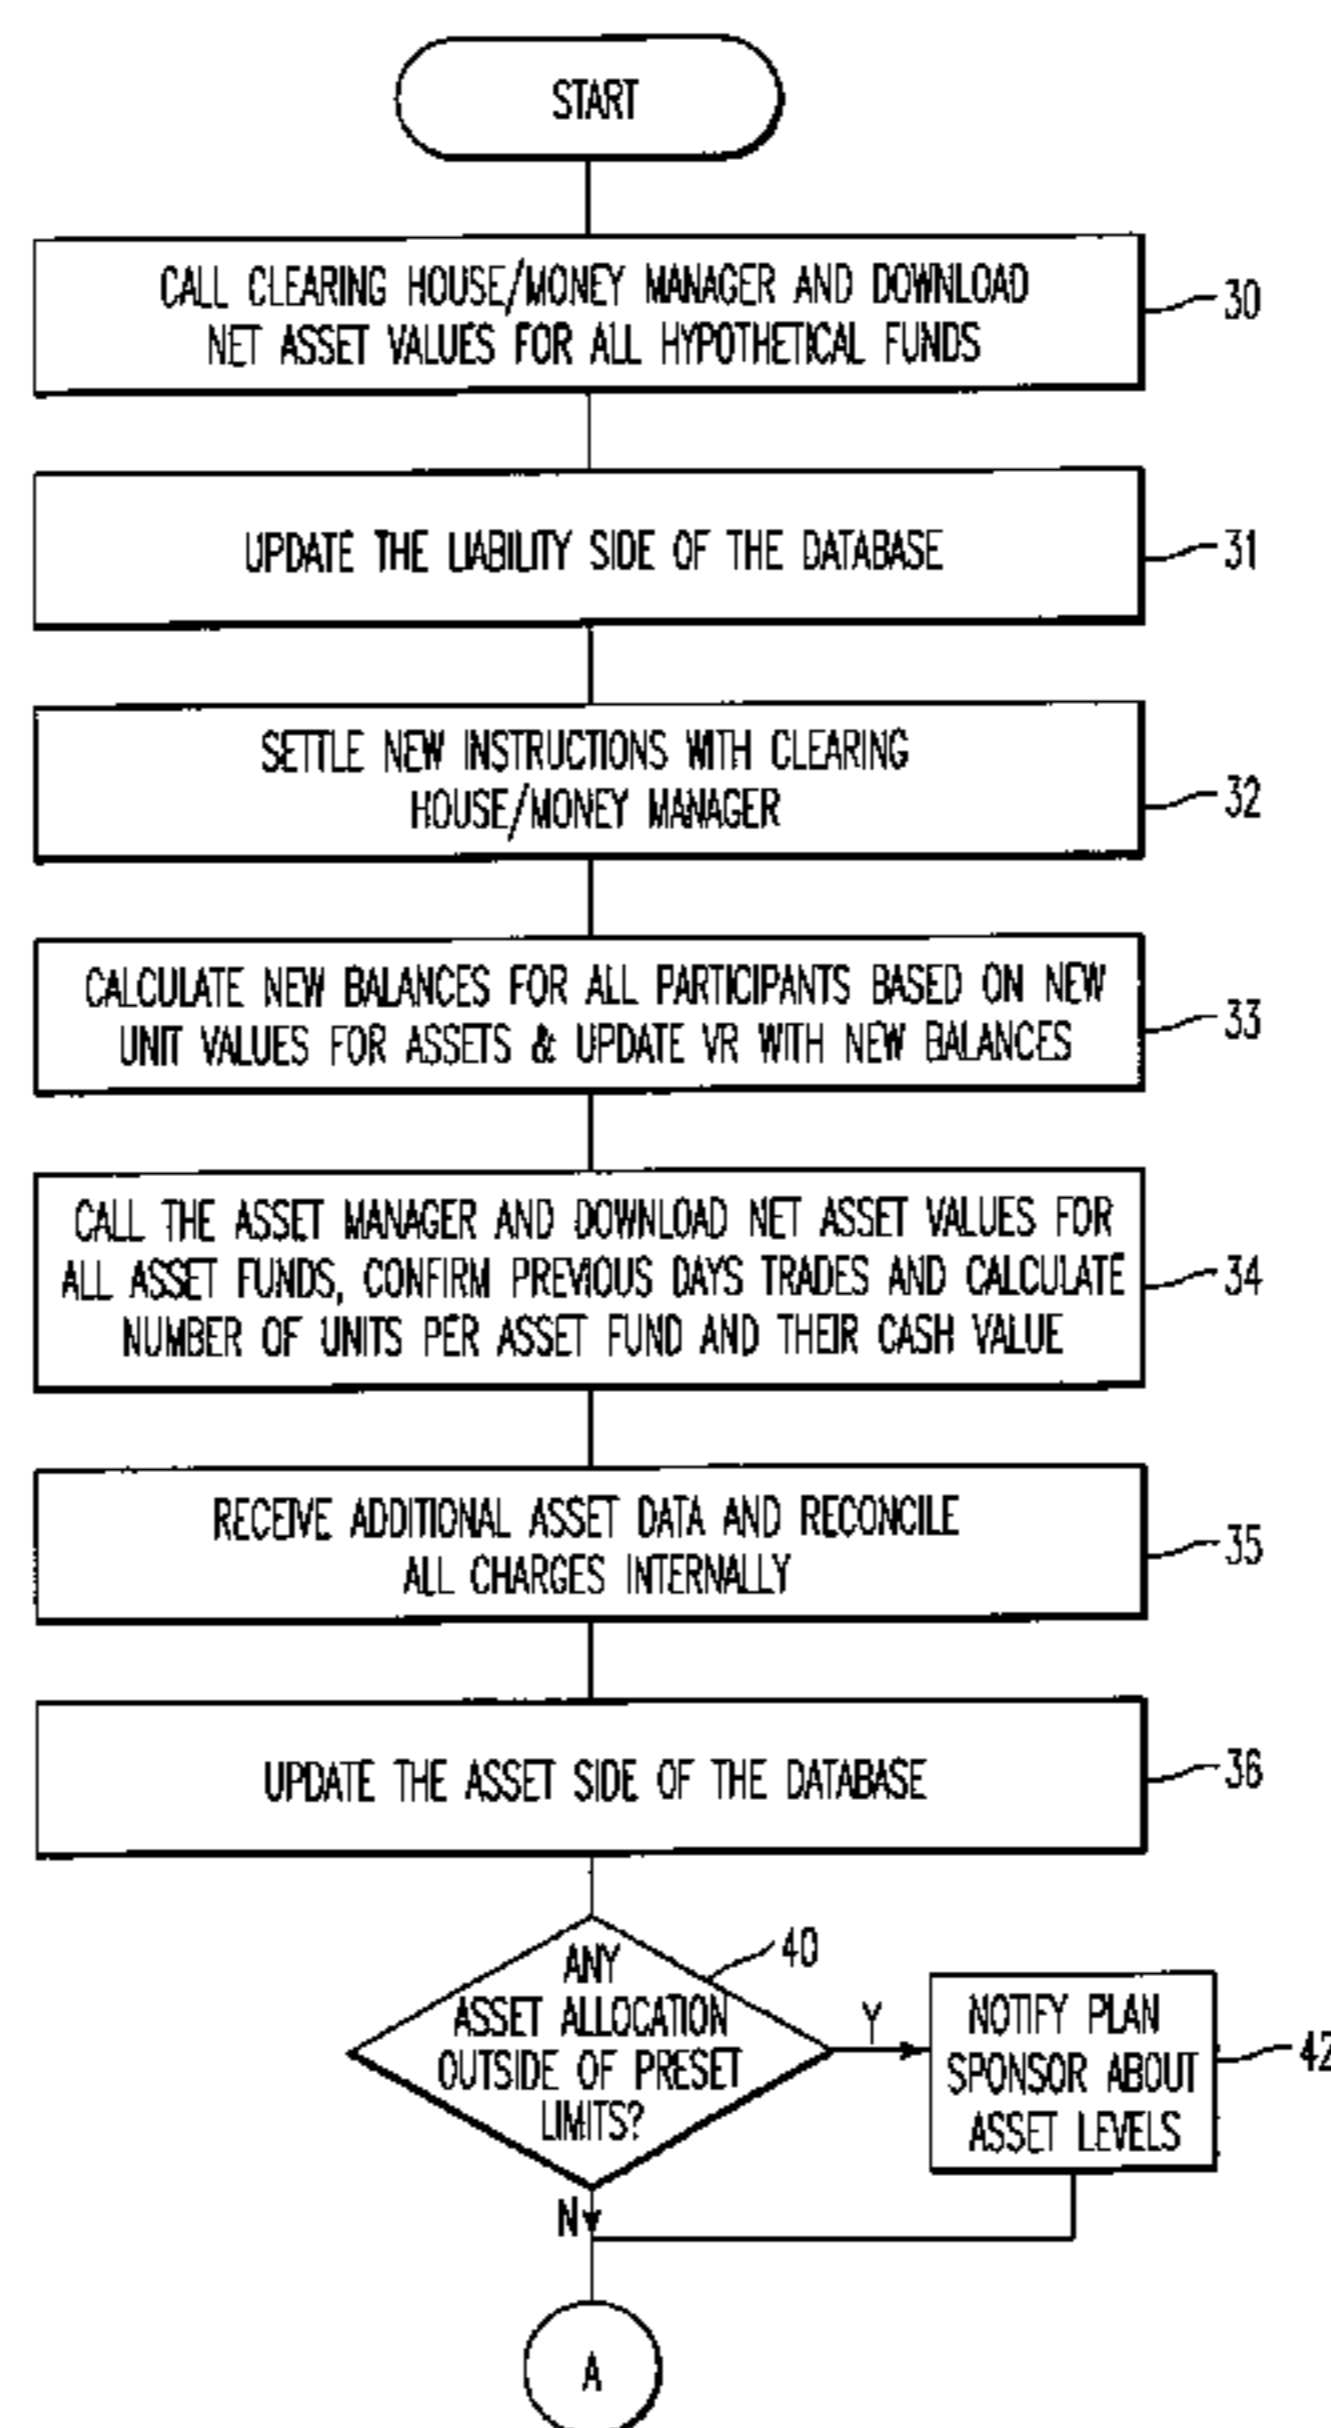 START
CALL CLEARING HOUSE/MONEY MANAGER AND DOWNLOAD
NET ASSET VALUES FOR ALL HYPOTHETICAL FUNDS
30
UPDATE THE LIABILITY SIDE OF THE DATABASE
31
SETTLE NEW INSTRUCTIONS WITH CLEARING
HOUSE/MONEY MANAGER
32
CALCULATE NEW BALANCES FOR ALL PARTICIPANTS BASED ON NEW
UNIT VALUES FOR ASSETS & UPDATE VR WITH NEW BALANCES
33
CALL THE ASSET MANAGER AND DOWNLOAD NET ASSET VALUES FOR
ALL ASSET FUNDS, CONFIRM PREVIOUS DAYS TRADES AND CALCULATE
NUMBER OF UNITS PER ASSET FUND AND THEIR CASH VALUE
34
RECEIVE ADDITIONAL ASSET DATA AND RECONCILE
ALL CHARGES INTERNALLY
35
UPDATE THE ASSET SIDE OF THE DATABASE
36
ANY
ASSET ALLOCATION
OUTSIDE OF PRESET
LIMITS?
40
Y
NOTIFY PLAN
SPONSOR ABOUT
ASSET LEVELS
42
N
A